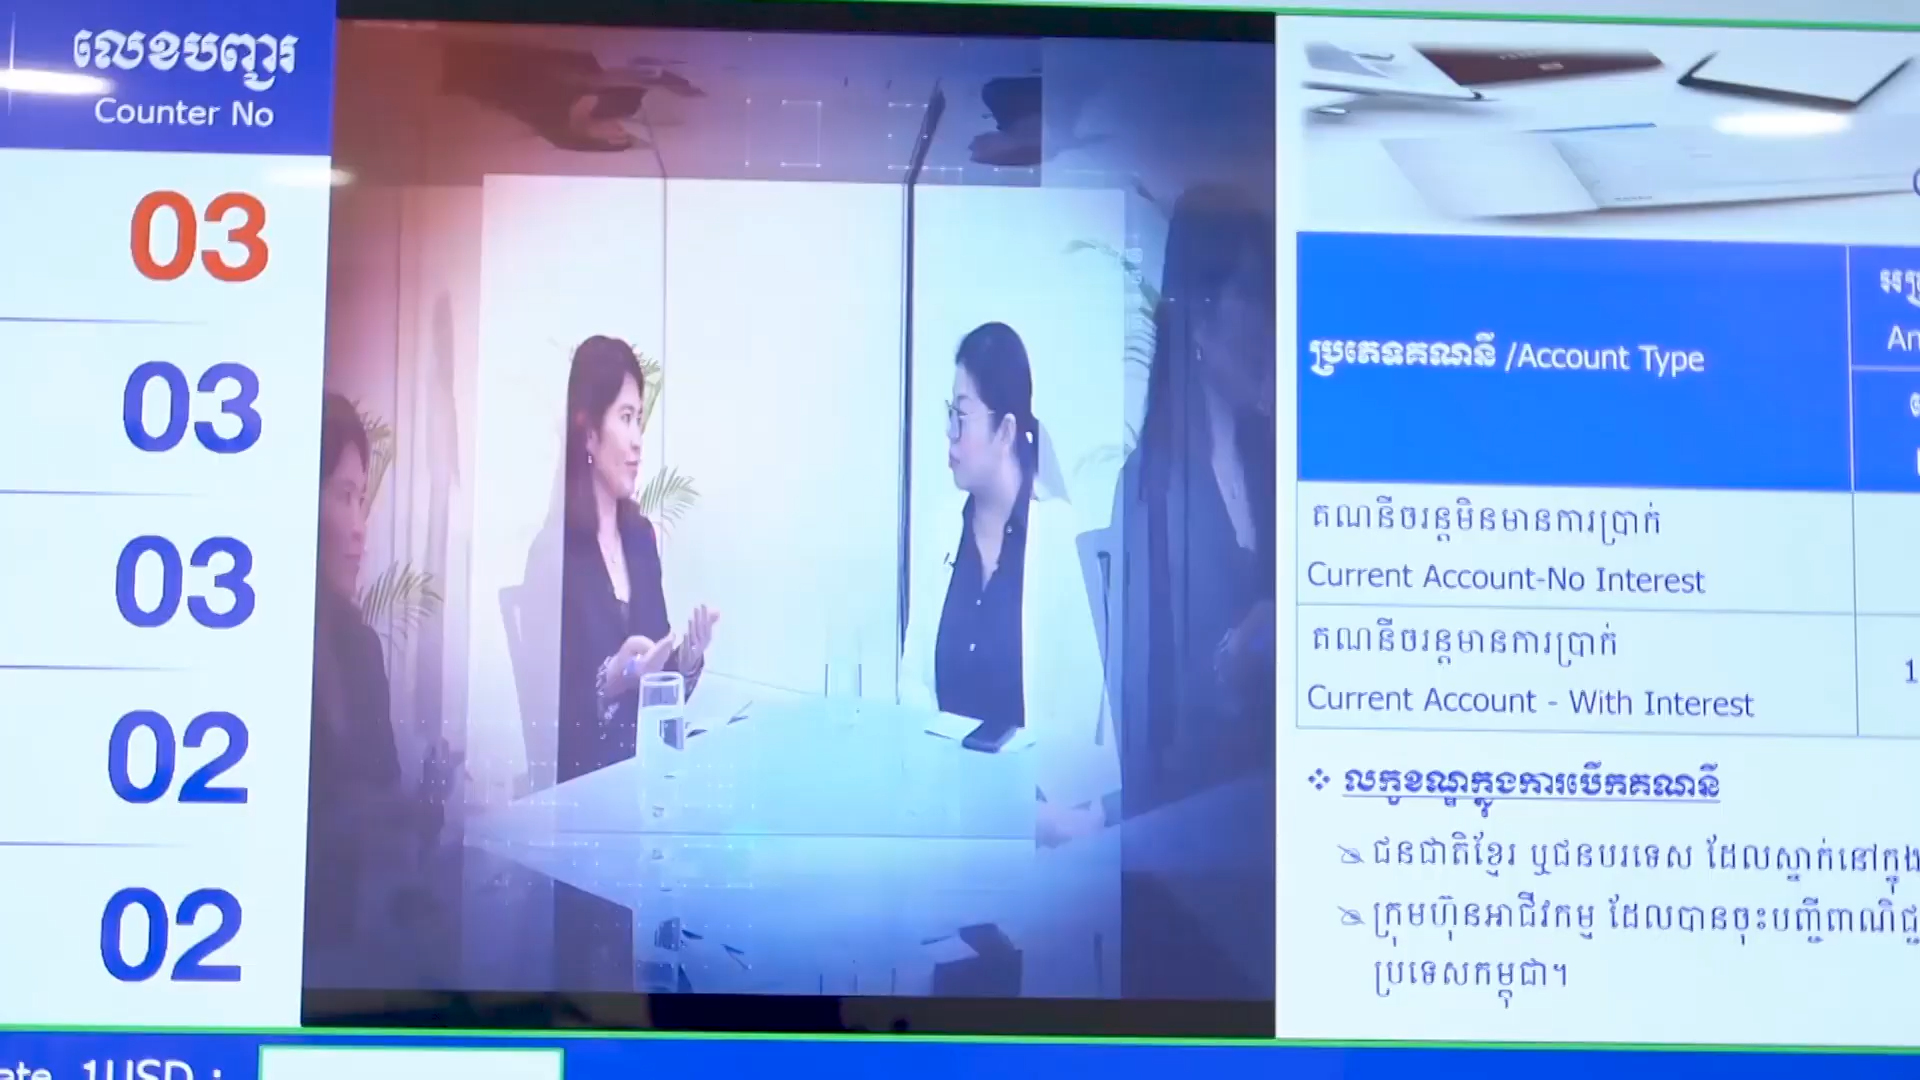 លេខបញ្ជរ
Counter No
03
03
03
02
02
ប្រភេទគណនី /Account Type
គណនីចរន្តមិនមានការប្រាក់
Current Account-No Interest
គណនីចរន្តមានការប្រាក់
Current Account - With Interest
លក្ខខណ្ឌក្នុងការបើកគណនី
ជនជាតិខ្មែរ ឬជនបរទេស ដែលស្នាក់នៅក្នុង
ក្រុមហ៊ុនអាជីវកម្ម ដែលបានចុះបញ្ជីពាណិជ្ជ
ប្រទេសកម្ពុជា។
1USD :